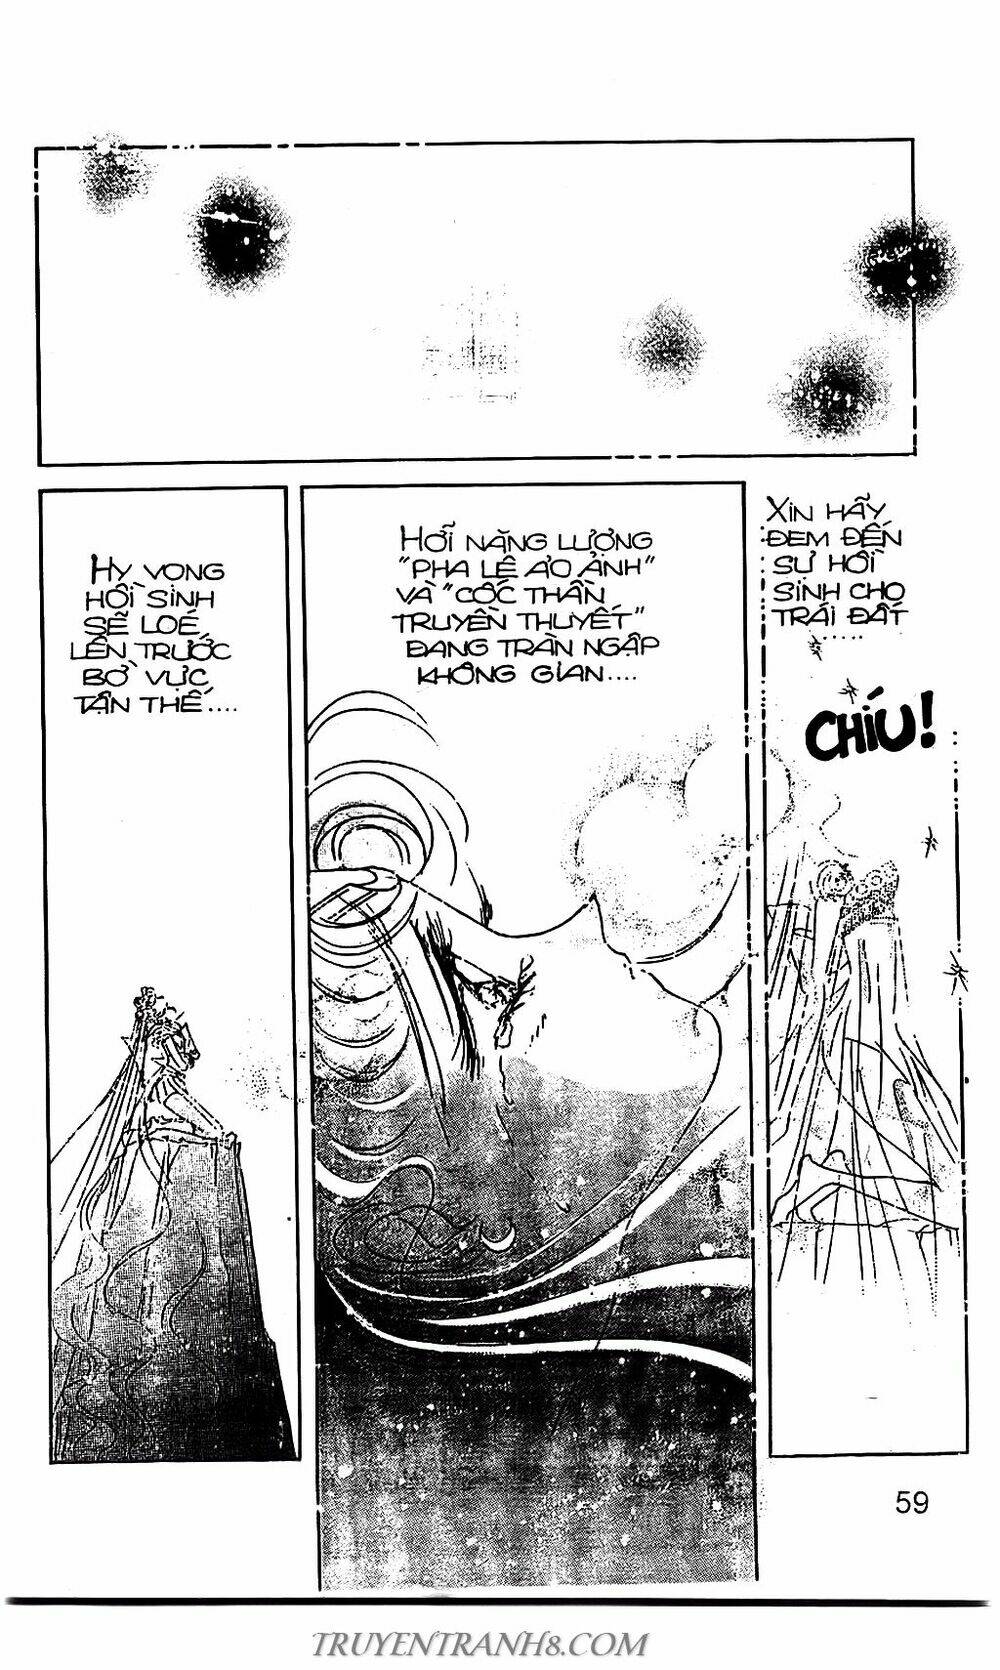 XIN HÃY
ĐEM ĐẾN
SỰ HỒI
SINH CHO
TRÁI ĐẤT
.....
CHÍU!
HỠI NĂNG LƯỢNG
"PHA LÊ ẢO ẢNH"
VÀ "CỐC THẦN
TRUYỀN THUYẾT"
ĐANG TRÀN NGẬP
KHÔNG GIAN....
HY VỌNG
HỒI SINH
SẼ LOÉ
LÊN TRƯỚC
BỜ VỰC
TẬN THẾ....
59
TRUYENTRANH8.COM